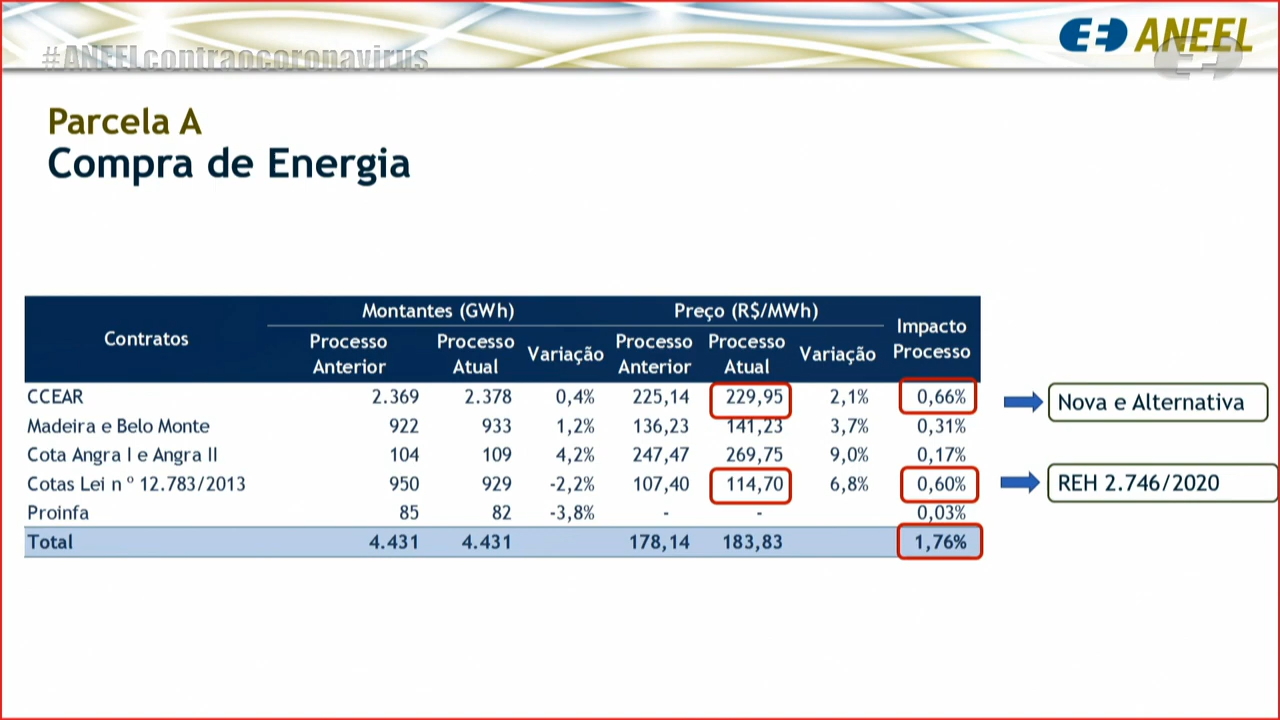 #ANEELcontraocoronavirus
ANEEL
Parcela A
Compra de Energia
Contratos Montantes (GWh) Preço (R$/MWh) Impacto Processo
Processo Anterior Processo Atual Variação Processo Anterior Processo Atual Variação
CCEAR 2.369 2.378 0,4% 225,14 229,95 2,1% 0,66%
Nova e Alternativa
Madeira e Belo Monte 922 933 1,2% 136,23 141,23 3,7% 0,31%
Cota Angra I e Angra II 104 109 4,2% 247,47 269,75 9,0% 0,17%
Cotas Lei n º 12.783/2013 950 929 -2,2% 107,40 114,70 6,8% 0,60%
REH 2.746/2020
Proinfa 85 82 -3,8% - - 0,03%
Total 4.431 4.431 178,14 183,83 1,76%